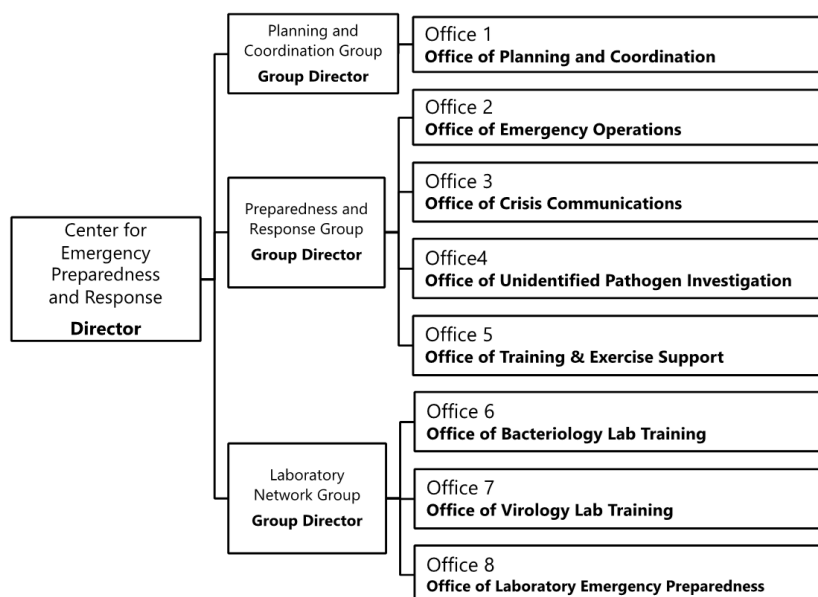 Center for
Emergency
Preparedness
and Response
Director
Planning and
Coordination Group
Group Director
Office 1
Office of Planning and Coordination
Preparedness and
Response Group
Group Director
Office 2
Office of Emergency Operations
Office 3
Office of Crisis Communications
Office4
Office of Unidentified Pathogen Investigation
Office 5
Office of Training & Exercise Support
Laboratory
Network Group
Group Director
Office 6
Office of Bacteriology Lab Training
Office 7
Office of Virology Lab Training
Office 8
Office of Laboratory Emergency Preparedness